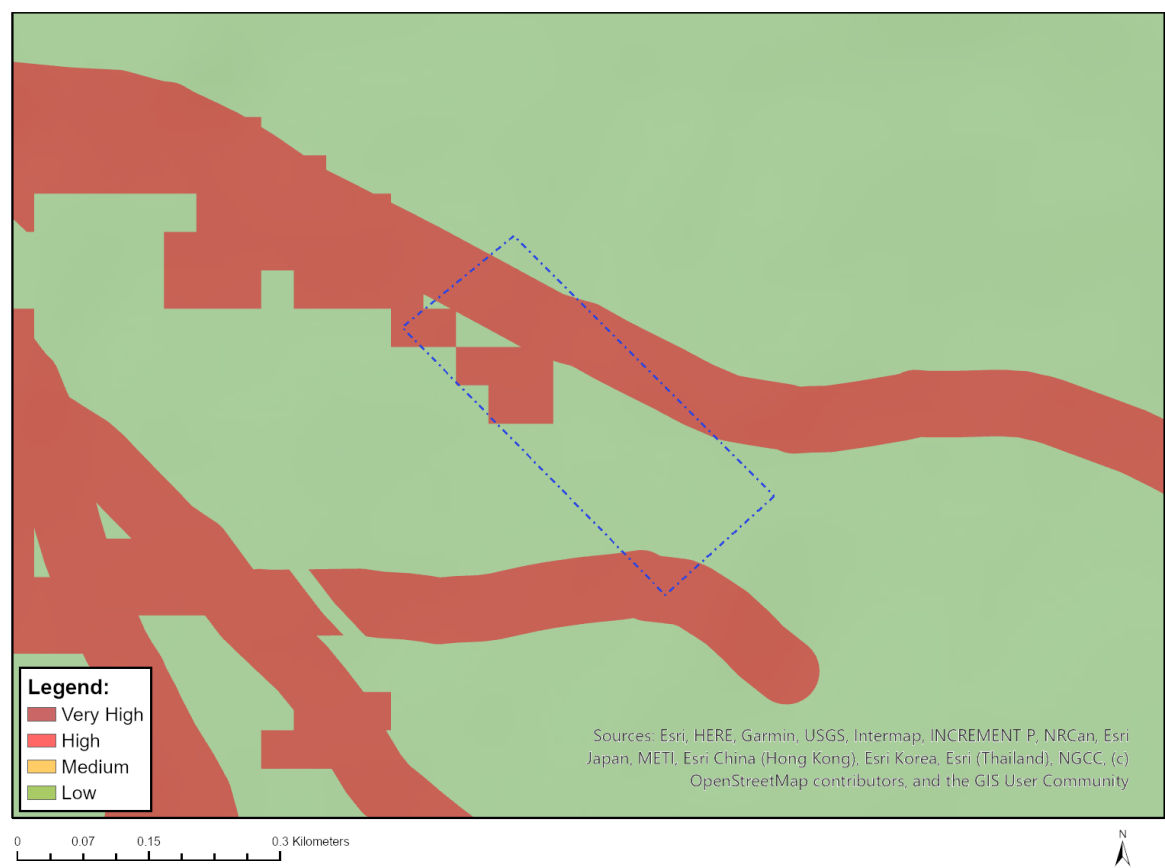 Legend:
Very High
High
Medium
Low
Sources: Esri, HERE, Garmin, USGS, Intermap, INCREMENT P, NRCan, Esri
Japan, METI, Esri China (Hong Kong), Esri Korea, Esri (Thailand), NGCC, (c)
OpenStreetMap contributors, and the GIS User Community
0 0.07 0.15 0.3 Kilometers
N